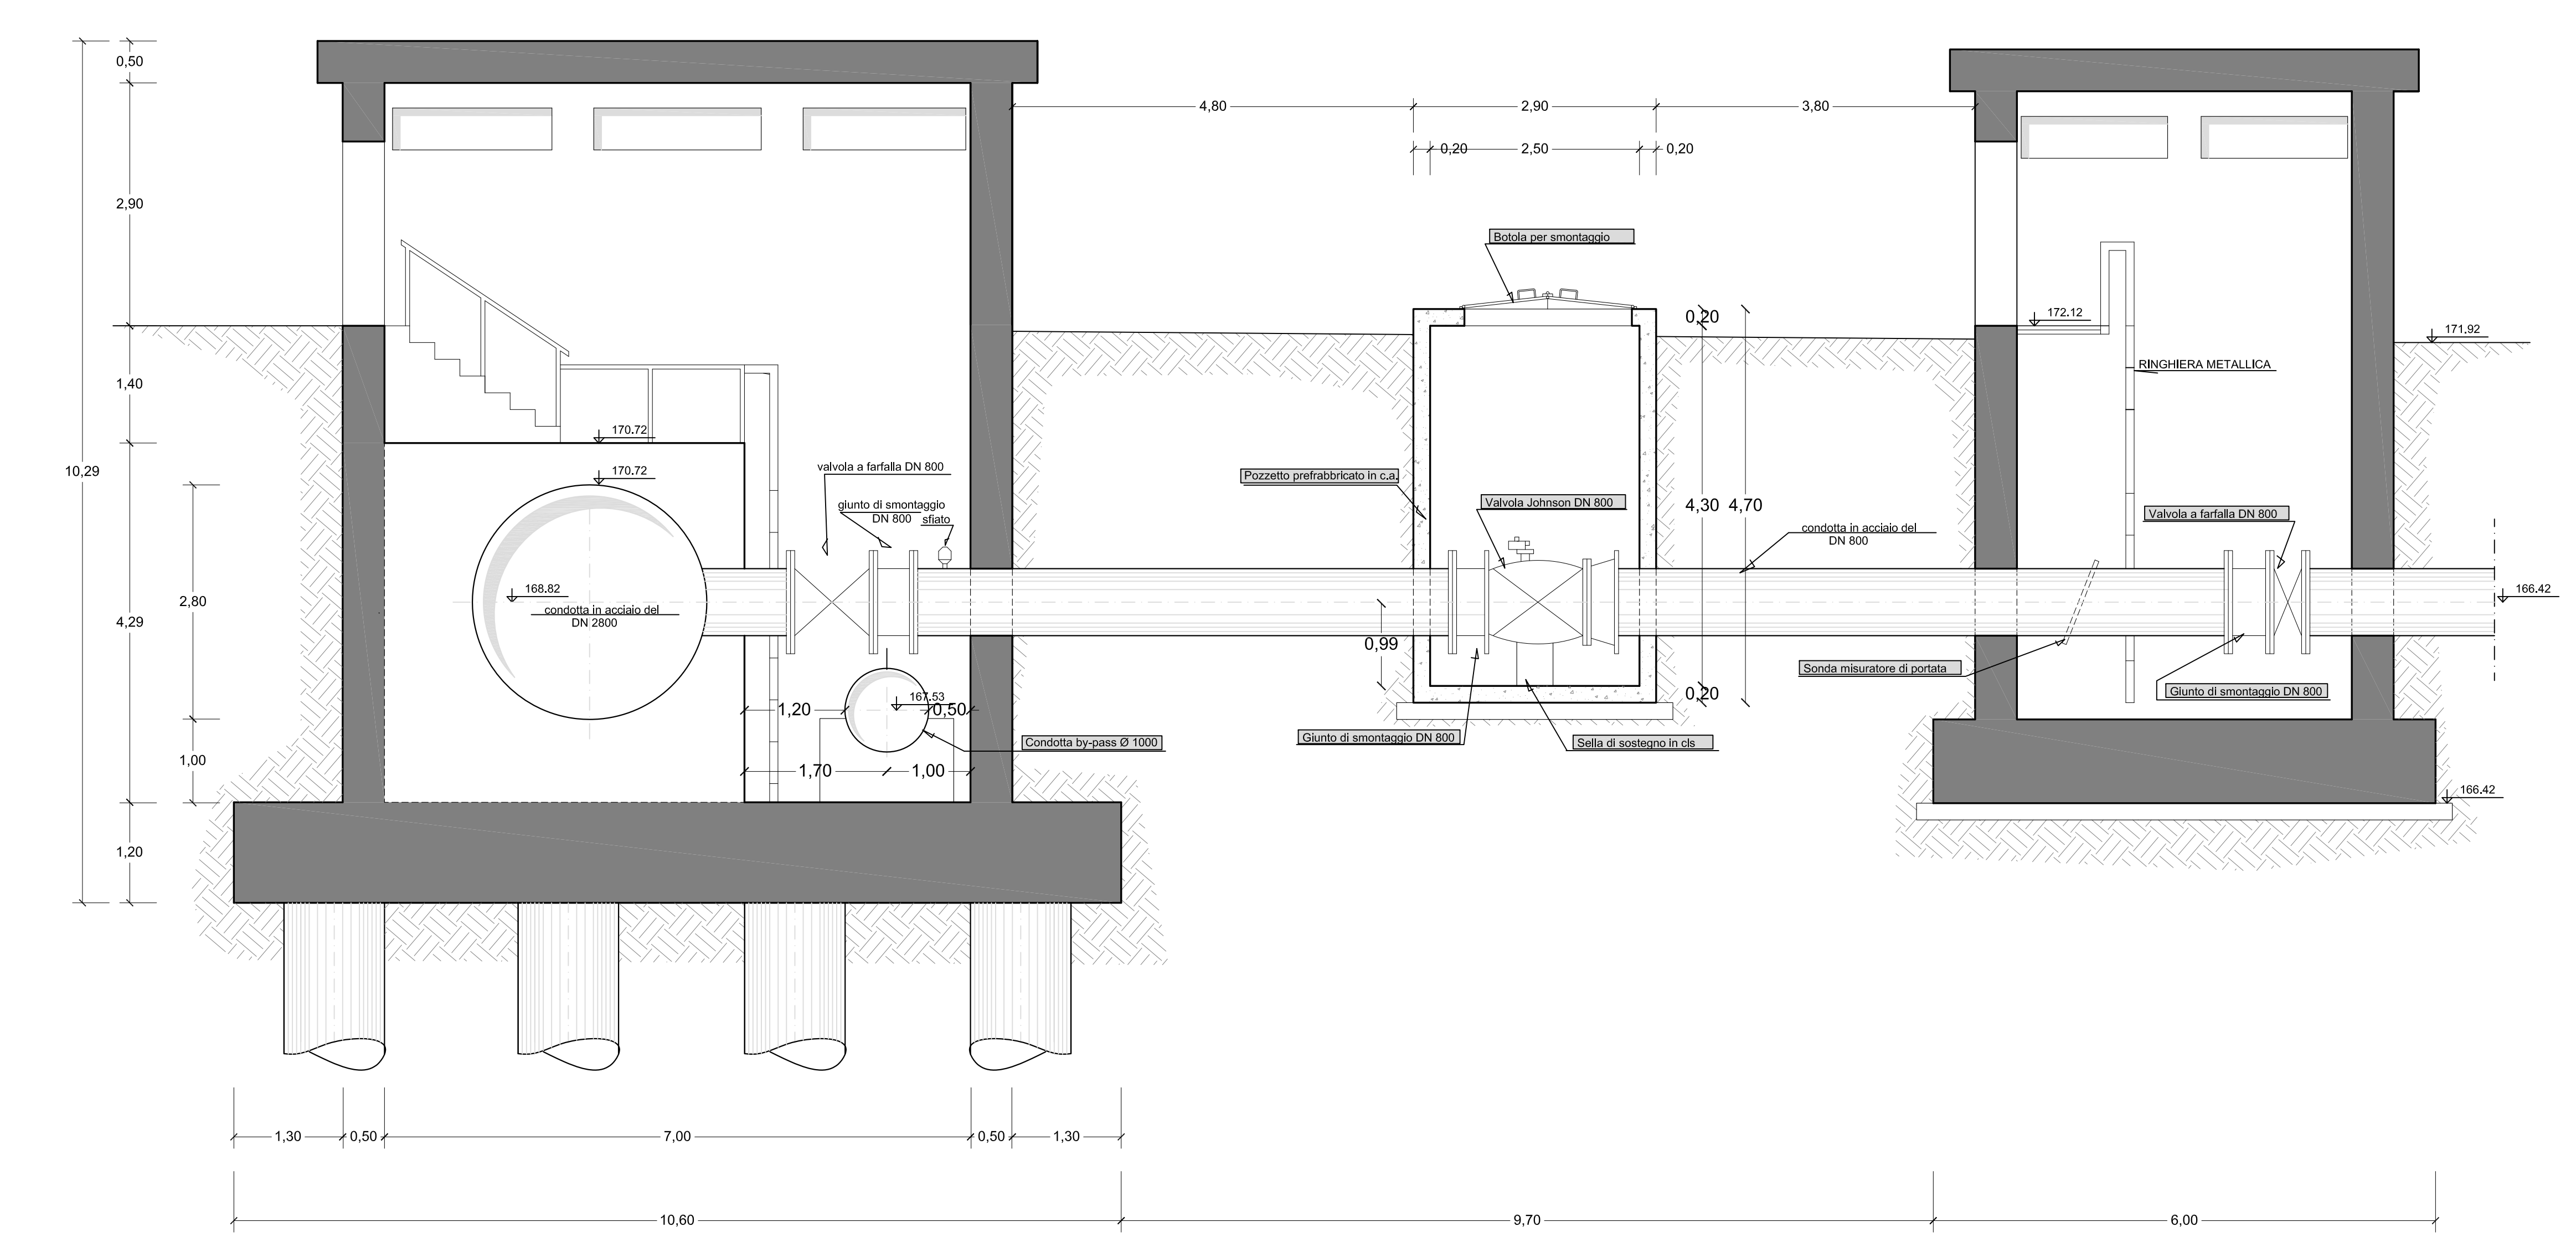 0,50
4,80
2,90
3,80
0,20
2,50
0,20
2,90
Botola per smontaggio
0,20
172.12
171.92
RINGHIERA METALLICA
1,40
170.72
10,29
170.72
valvola a farfalla DN 800
Pozzetto prefrabbricato in c.a.
giunto di smontaggio
DN 800
sfiato
Valvola Johnson DN 800
4,30
4,70
Valvola a farfalla DN 800
condotta in acciaio del
DN 800
168.82
condotta in acciaio del
DN 2800
2,80
4,29
166.42
0,99
Sonda misuratore di portata
Giunto di smontaggio DN 800
0,20
167.53
1,20
0,50
Condotta by-pass Ø 1000
Giunto di smontaggio DN 800
Sella di sostegno in cls
1,00
1,70
1,00
166.42
1,20
1,30
0,50
7,00
0,50
1,30
10,60
9,70
6,00